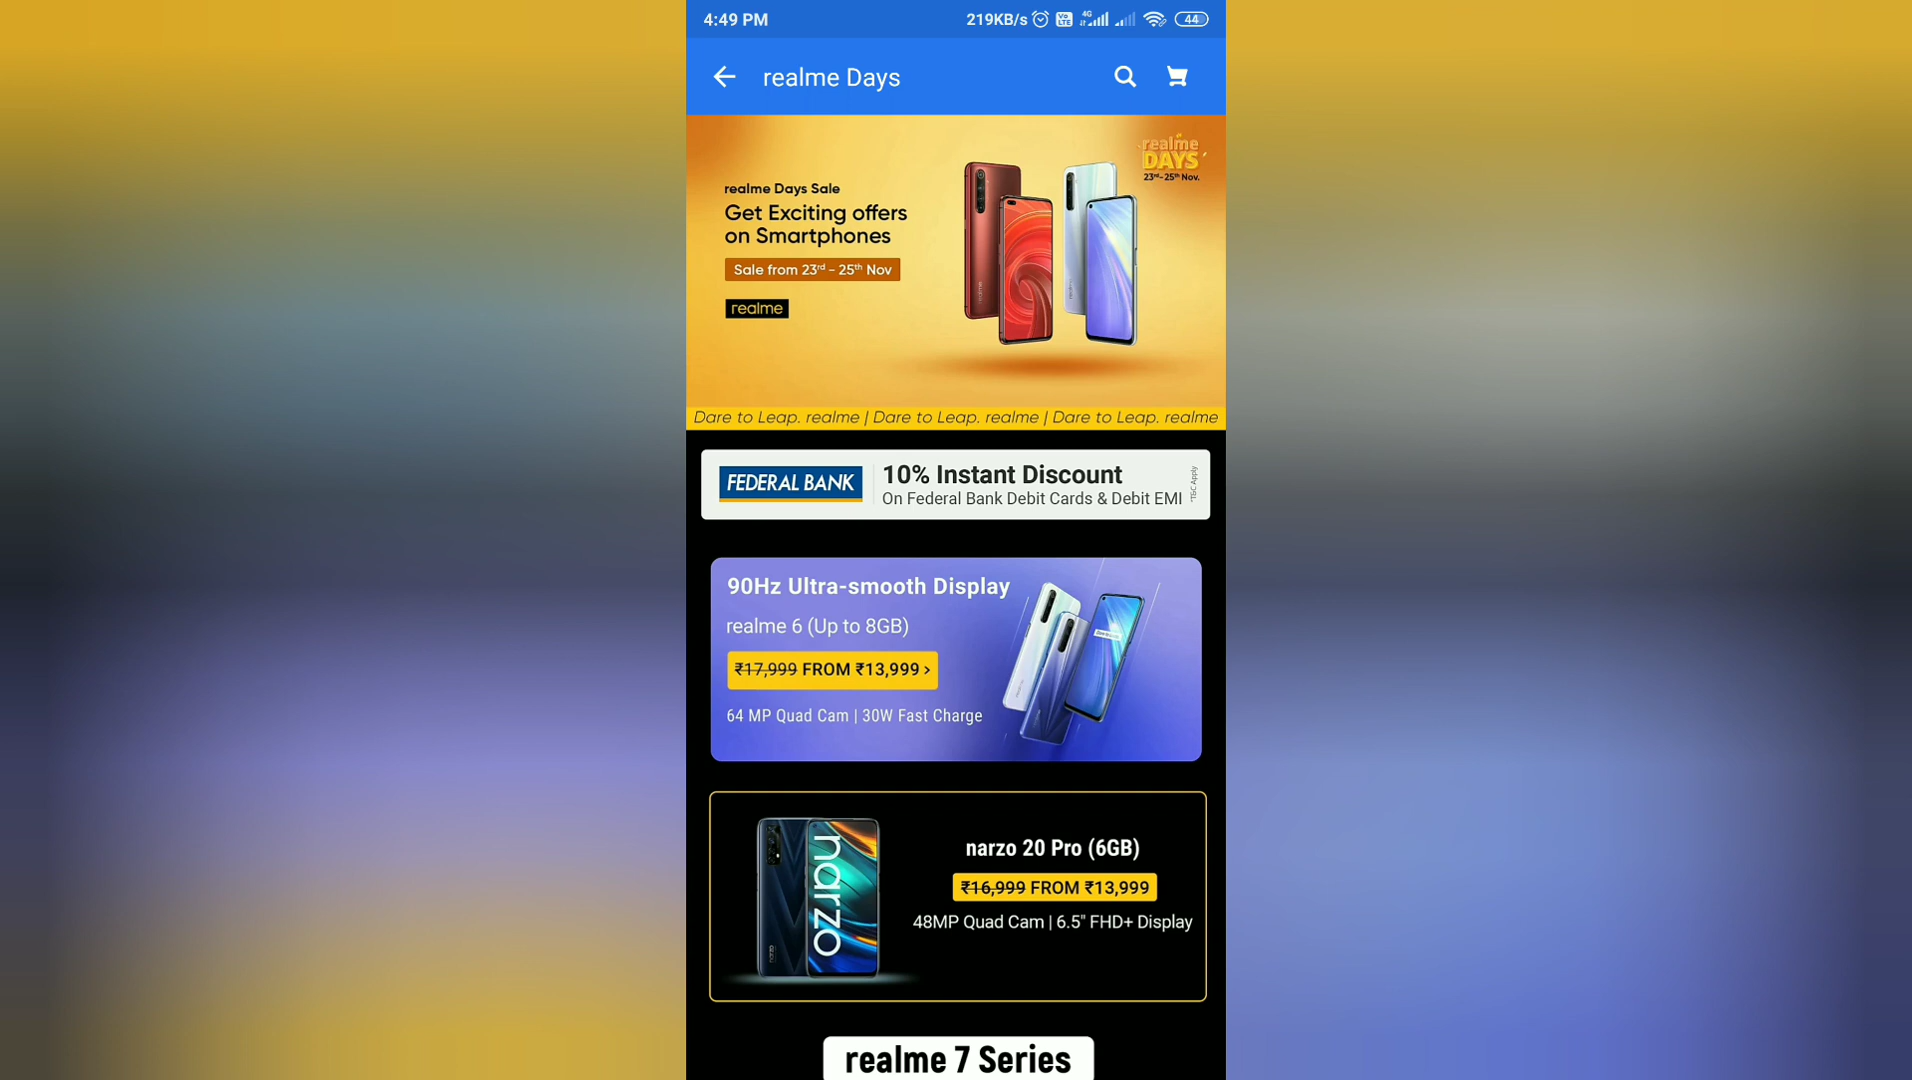 4:49 PM
219KB/s
VoLTE
4G
44
realme Days
realme
DAYS
23rd-25th Nov.
realme Days Sale
Get Exciting offers
on Smartphones
Sale from 23rd - 25th Nov
realme
Dare to Leap. realme | Dare to Leap. realme | Dare to Leap. realme
FEDERAL BANK
10% Instant Discount
On Federal Bank Debit Cards & Debit EMI
*T&C Apply
90Hz Ultra-smooth Display
realme 6 (Up to 8GB)
₹17,999 FROM ₹13,999 >
64 MP Quad Cam | 30W Fast Charge
narzo
narzo 20 Pro (6GB)
₹16,999 FROM ₹13,999
48MP Quad Cam | 6.5" FHD+ Display
realme 7 Series